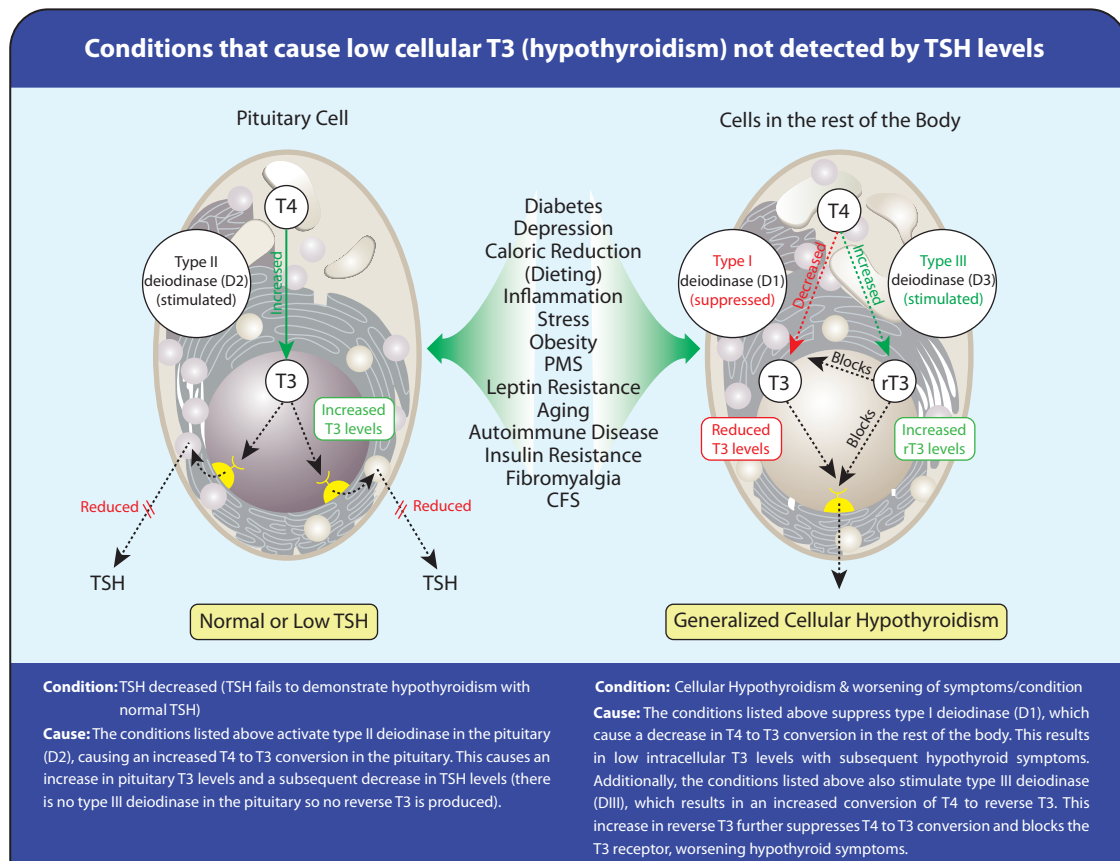 Conditions that cause low cellular T3 (hypothyroidism) not detected by TSH levels
Pituitary Cell
T4
Type II
deiodinase (D2)
(stimulated)
Increased
T3
Increased
T3 levels
Reduced
Reduced
TSH
TSH
Normal or Low TSH
Diabetes
Depression
Caloric Reduction
(Dieting)
Inflammation
Stress
Obesity
PMS
Leptin Resistance
Aging
Autoimmune Disease
Insulin Resistance
Fibromyalgia
CFS
Cells in the rest of the Body
T4
Type I
deiodinase (D1)
(suppressed)
Decreased
Increased
Type III
deiodinase (D3)
(stimulated)
T3
Blocks
rT3
Blocks
Reduced
T3 levels
Increased
rT3 levels
Generalized Cellular Hypothyroidism
Condition: TSH decreased (TSH fails to demonstrate hypothyroidism with
normal TSH)
Cause: The conditions listed above activate type II deiodinase in the pituitary
(D2), causing an increased T4 to T3 conversion in the pituitary. This causes an
increase in pituitary T3 levels and a subsequent decrease in TSH levels (there
is no type III deiodinase in the pituitary so no reverse T3 is produced).
Condition: Cellular Hypothyroidism & worsening of symptoms/condition
Cause: The conditions listed above suppress type I deiodinase (D1), which
cause a decrease in T4 to T3 conversion in the rest of the body. This results
in low intracellular T3 levels with subsequent hypothyroid symptoms.
Additionally, the conditions listed above also stimulate type III deiodinase
(DIII), which results in an increased conversion of T4 to reverse T3. This
increase in reverse T3 further suppresses T4 to T3 conversion and blocks the
T3 receptor, worsening hypothyroid symptoms.